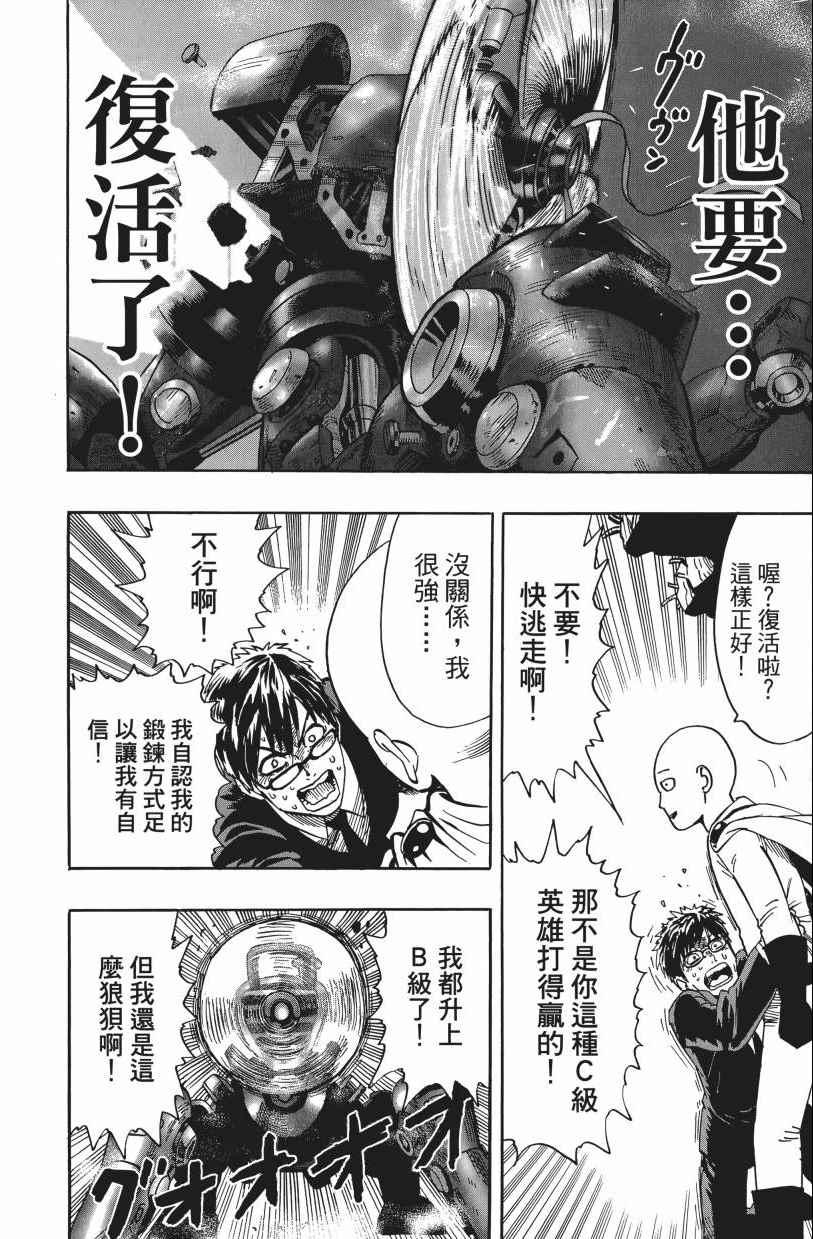 他要…
復活了！
ヴヴゥン
喔？復活啦？
這樣正好！
不要！
快逃走啊！
那不是你這種C級
英雄打得贏的！
沒關係，我
很強……
不行啊！
我自認我的
鍛鍊方式足
以讓我有自
信！
我都升上
B級了！
但我還是這
麼狼狽啊！
グオオオオ